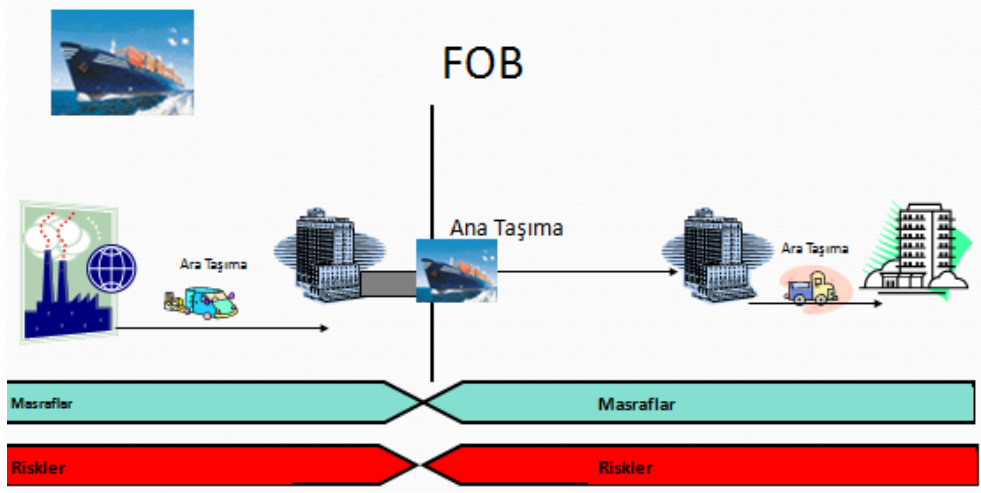 FOB
Ana Taşıma
Ara Taşıma
Ara Taşıma
Masraflar
Masraflar
Riskler
Riskler